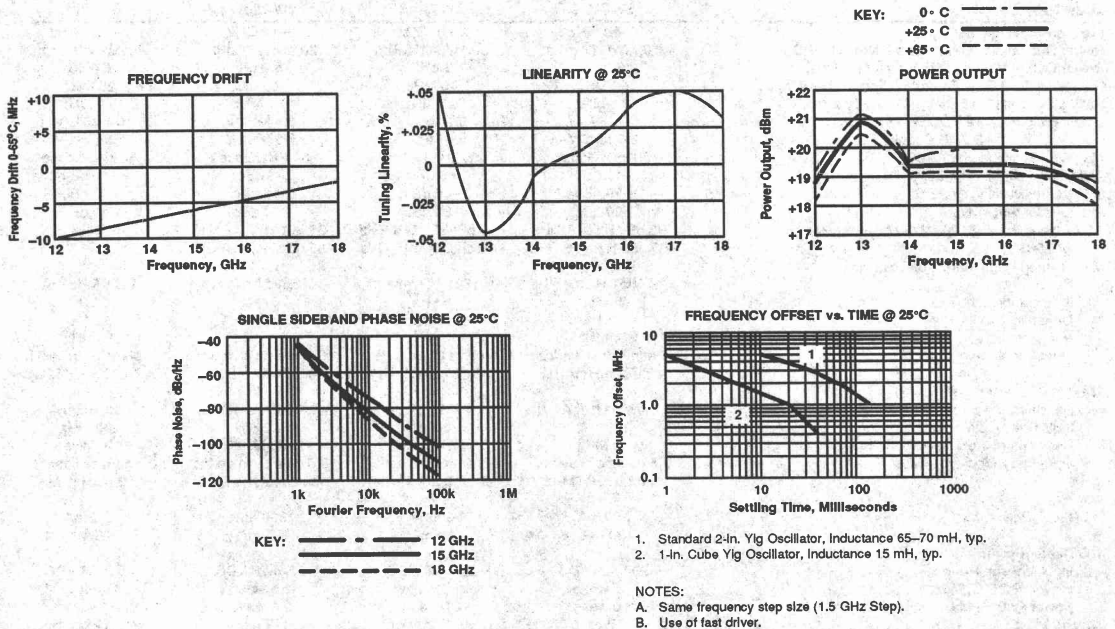 KEY: 0° C
+25° C
+65° C
FREQUENCY DRIFT
Frequency Drift 0-65°C, MHz
+10
+5
0
−5
−10
12 13 14 15 16 17 18
Frequency, GHz
LINEARITY @ 25°C
Tuning Linearity, %
+.05
+.025
0
−.025
−.05
12 13 14 15 16 17 18
Frequency, GHz
POWER OUTPUT
Power Output, dBm
+22
+21
+20
+19
+18
+17
12 13 14 15 16 17 18
Frequency, GHz
SINGLE SIDEBAND PHASE NOISE @ 25°C
Phase Noise, dBc/Hz
−40
−60
−80
−100
−120
1k 10k 100k 1M
Fourier Frequency, Hz
KEY: 12 GHz
15 GHz
18 GHz
FREQUENCY OFFSET vs. TIME @ 25°C
Frequency Offset, MHz
10
1.0
0.1
1
2
1 10 100 1000
Settling Time, Milliseconds
1. Standard 2-in. Yig Oscillator, Inductance 65–70 mH, typ.
2. 1-in. Cube Yig Oscillator, Inductance 15 mH, typ.
NOTES:
A. Same frequency step size (1.5 GHz Step).
B. Use of fast driver.